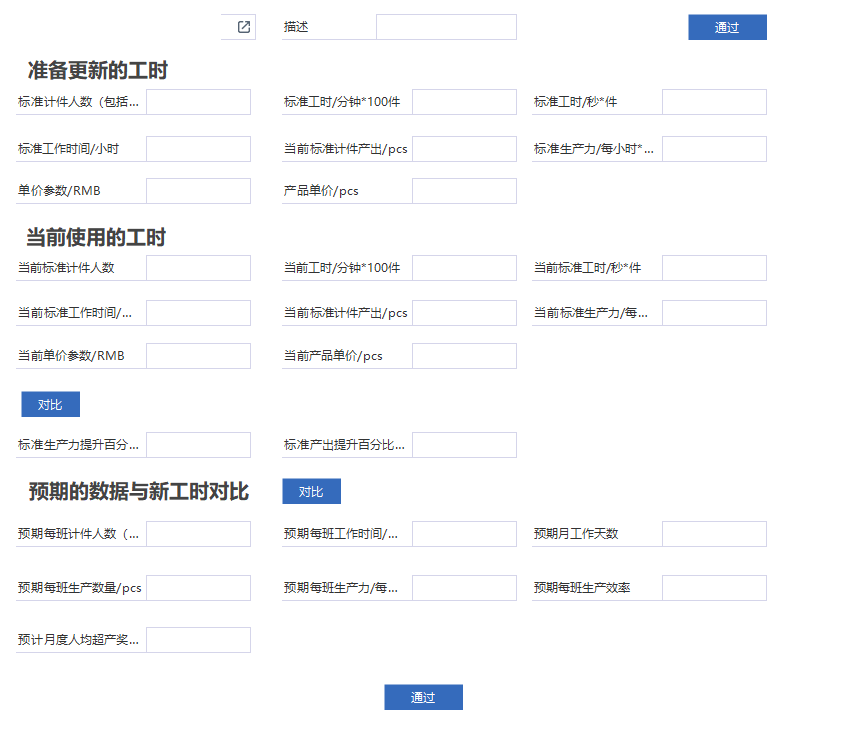 描述 通过
准备更新的工时
标准计件人数（包括... 标准工时/分钟*100件 标准工时/秒*件
标准工作时间/小时 当前标准计件产出/pcs 标准生产力/每小时*...
单价参数/RMB 产品单价/pcs
当前使用的工时
当前标准计件人数 当前工时/分钟*100件 当前标准工时/秒*件
当前标准工作时间/... 当前标准计件产出/pcs 当前标准生产力/每...
当前单价参数/RMB 当前产品单价/pcs
对比
标准生产力提升百分... 标准产出提升百分比...
预期的数据与新工时对比 对比
预期每班计件人数（... 预期每班工作时间/... 预期月工作天数
预期每班生产数量/pcs 预期每班生产力/每... 预期每班生产效率
预计月度人均超产奖...
通过